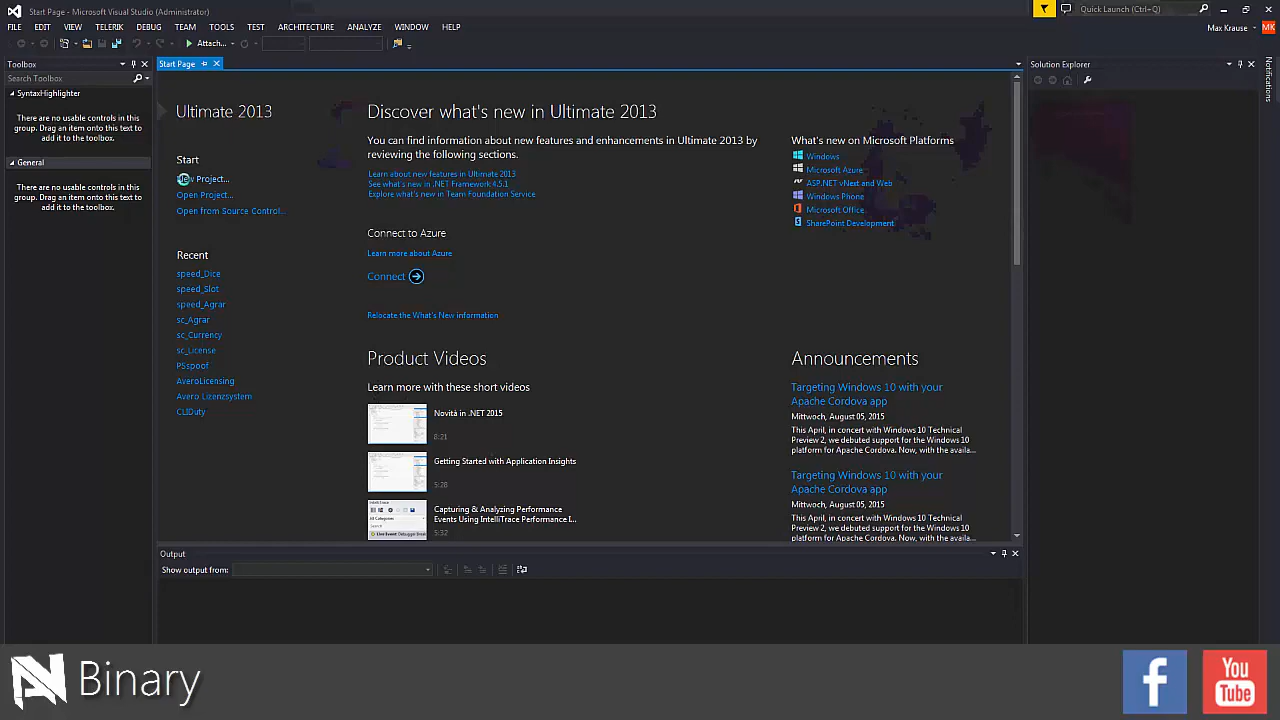 Start Page - Microsoft Visual Studio (Administrator)
Quick Launch (Ctrl+Q)
FILE EDIT VIEW TELERIK DEBUG TEAM TOOLS TEST ARCHITECTURE ANALYZE WINDOW HELP
Max Krause MK
Attach...
Toolbox
Search Toolbox
SyntaxHighlighter
There are no usable controls in this
group. Drag an item onto this text to
add it to the toolbox.
General
There are no usable controls in this
group. Drag an item onto this text to
add it to the toolbox.
Start Page
Ultimate 2013
Start
New Project...
Open Project...
Open from Source Control...
Recent
speed_Dice
speed_Slot
speed_Agrar
sc_Agrar
sc_Currency
sc_License
PSspoof
AveroLicensing
Avero Lizenzsystem
CLIDuty
Discover what's new in Ultimate 2013
You can find information about new features and enhancements in Ultimate 2013 by
reviewing the following sections.
Learn about new features in Ultimate 2013
See what's new in .NET Framework 4.5.1
Explore what's new in Team Foundation Service
Connect to Azure
Learn more about Azure
Connect
Relocate the What's New information
Product Videos
Learn more with these short videos
Novità in .NET 2015
8:21
Getting Started with Application Insights
5:28
Capturing & Analyzing Performance
Events Using IntelliTrace Performance I...
5:32
What's new on Microsoft Platforms
Windows
Microsoft Azure
ASP.NET vNext and Web
Windows Phone
Microsoft Office
SharePoint Development
Announcements
Targeting Windows 10 with your
Apache Cordova app
Mittwoch, August 05, 2015
This April, in concert with Windows 10 Technical
Preview 2, we debuted support for the Windows 10
platform for Apache Cordova. Now, with the availa...
Targeting Windows 10 with your
Apache Cordova app
Mittwoch, August 05, 2015
This April, in concert with Windows 10 Technical
Preview 2, we debuted support for the Windows 10
platform for Apache Cordova. Now, with the availa...
Solution Explorer
Notifications
Output
Show output from:
Binary
f
You
Tube